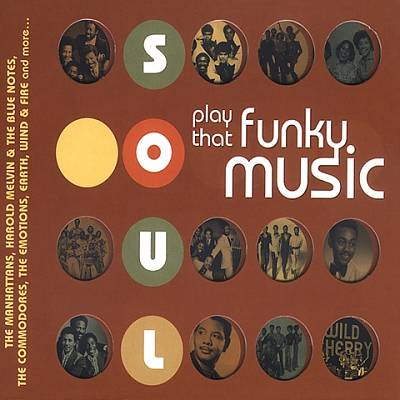 THE MANHATTANS, HAROLD MELVIN & THE BLUE NOTES,
THE COMMODORES, THE EMOTIONS, EARTH, WIND & FIRE and more...
SOUL
play
that funky
music
WILD
CHERRY